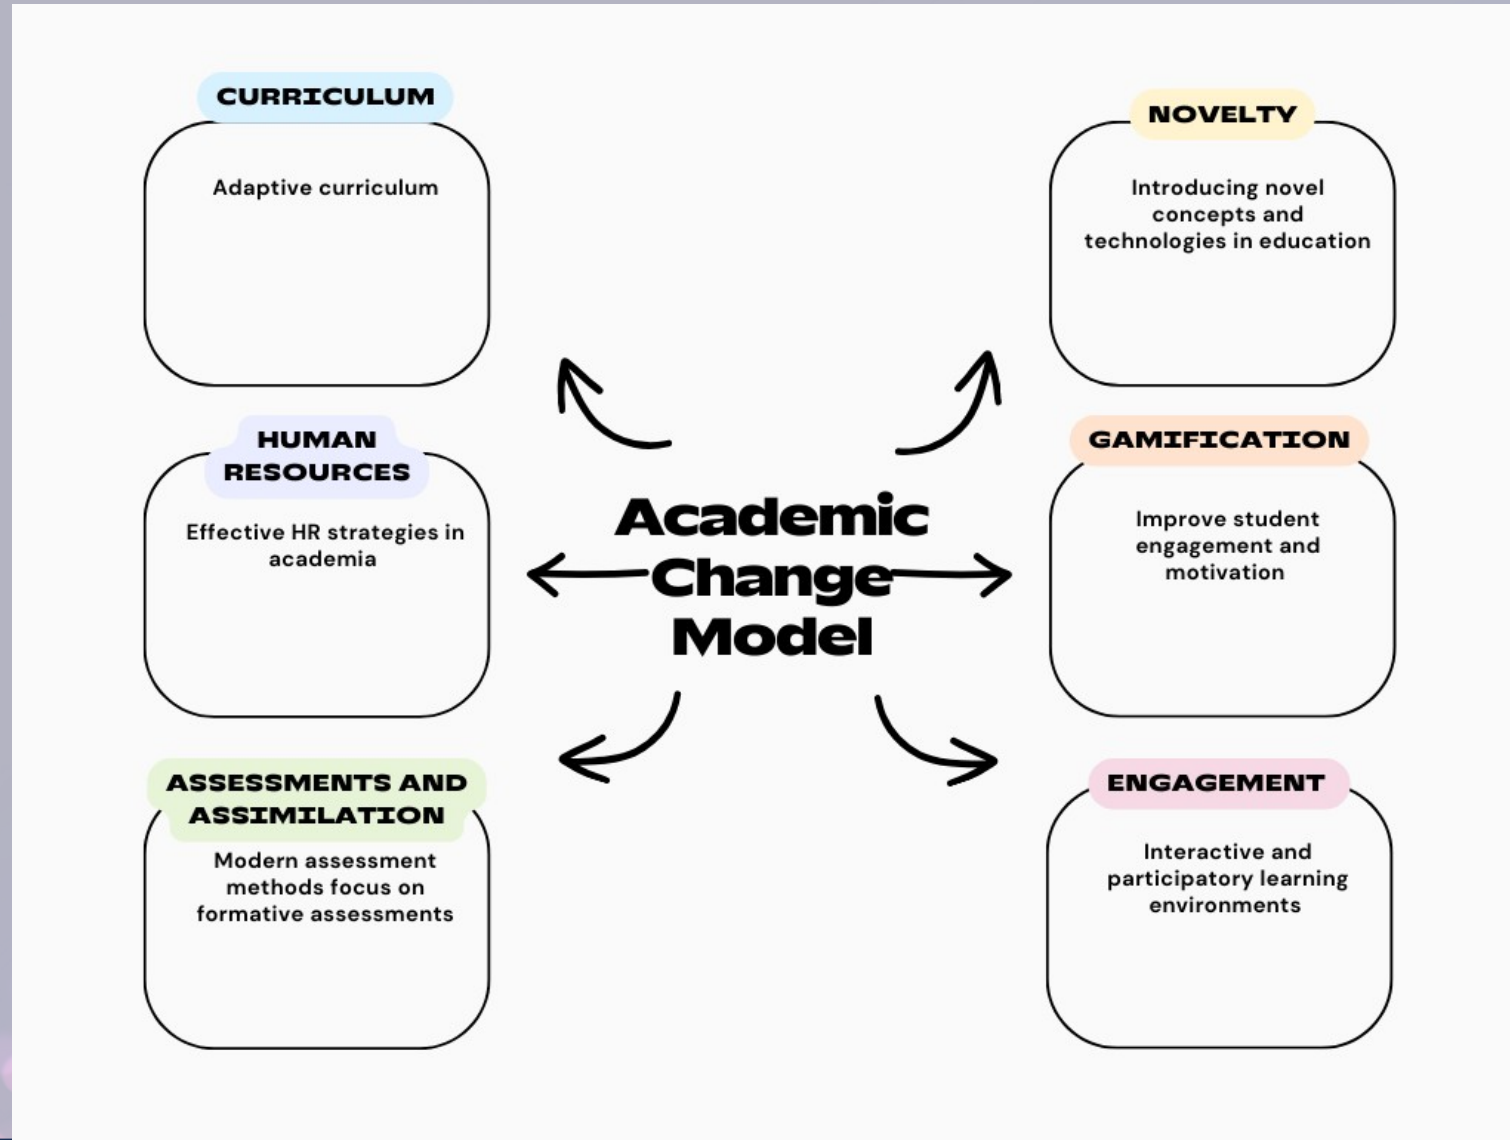 CURRICULUM
Adaptive curriculum
HUMAN
RESOURCES
Effective HR strategies in
academia
ASSESSMENTS AND
ASSIMILATION
Modern assessment
methods focus on
formative assessments
Academic
Change
Model
NOVELTY
Introducing novel
concepts and
technologies in education
GAMIFICATION
Improve student
engagement and
motivation
ENGAGEMENT
Interactive and
participatory learning
environments